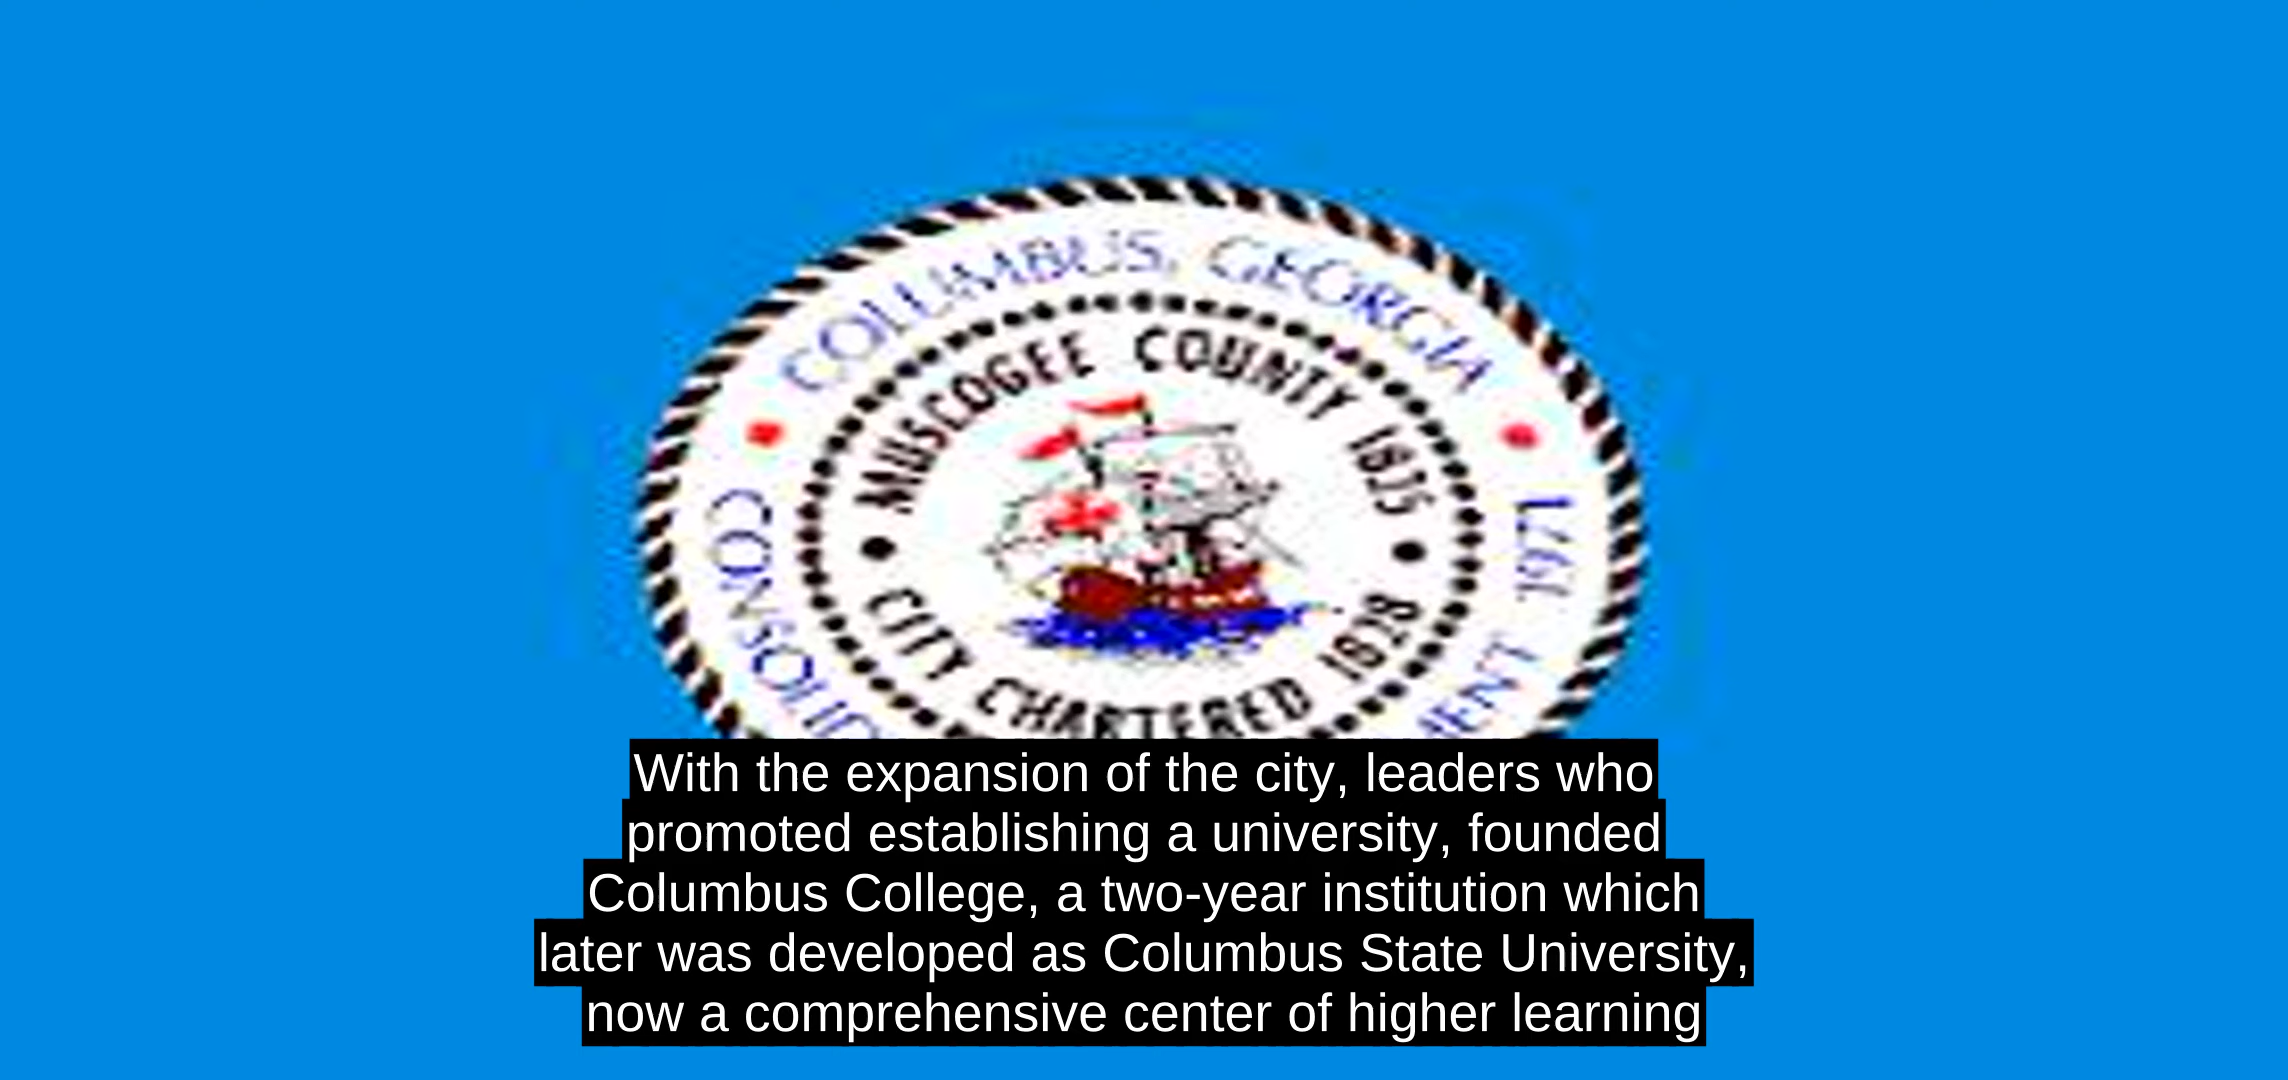 COLUMBUS, GEORGIA
MUSCOGEE COUNTY 1835
CITY CHARTERED 1828
1971
With the expansion of the city, leaders who
promoted establishing a university, founded
Columbus College, a two-year institution which
later was developed as Columbus State University,
now a comprehensive center of higher learning